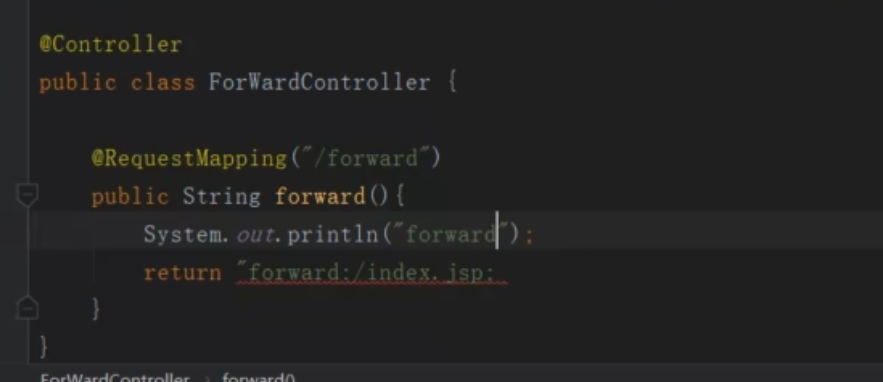 @Controller
public class ForWardController {
@RequestMapping("/forward")
public String forward(){
System.out.println("forward");
return "forward:/index.jsp;
}
}
ForWardController › forward()